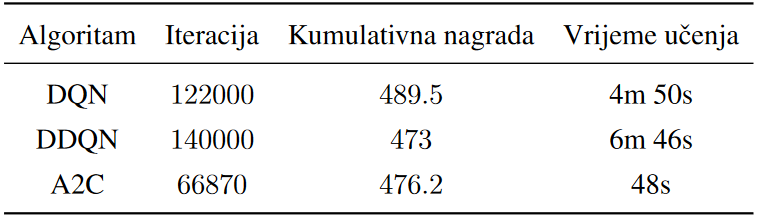 Algoritam Iteracija Kumulativna nagrada Vrijeme učenja
DQN 122000 489.5 4m 50s
DDQN 140000 473 6m 46s
A2C 66870 476.2 48s